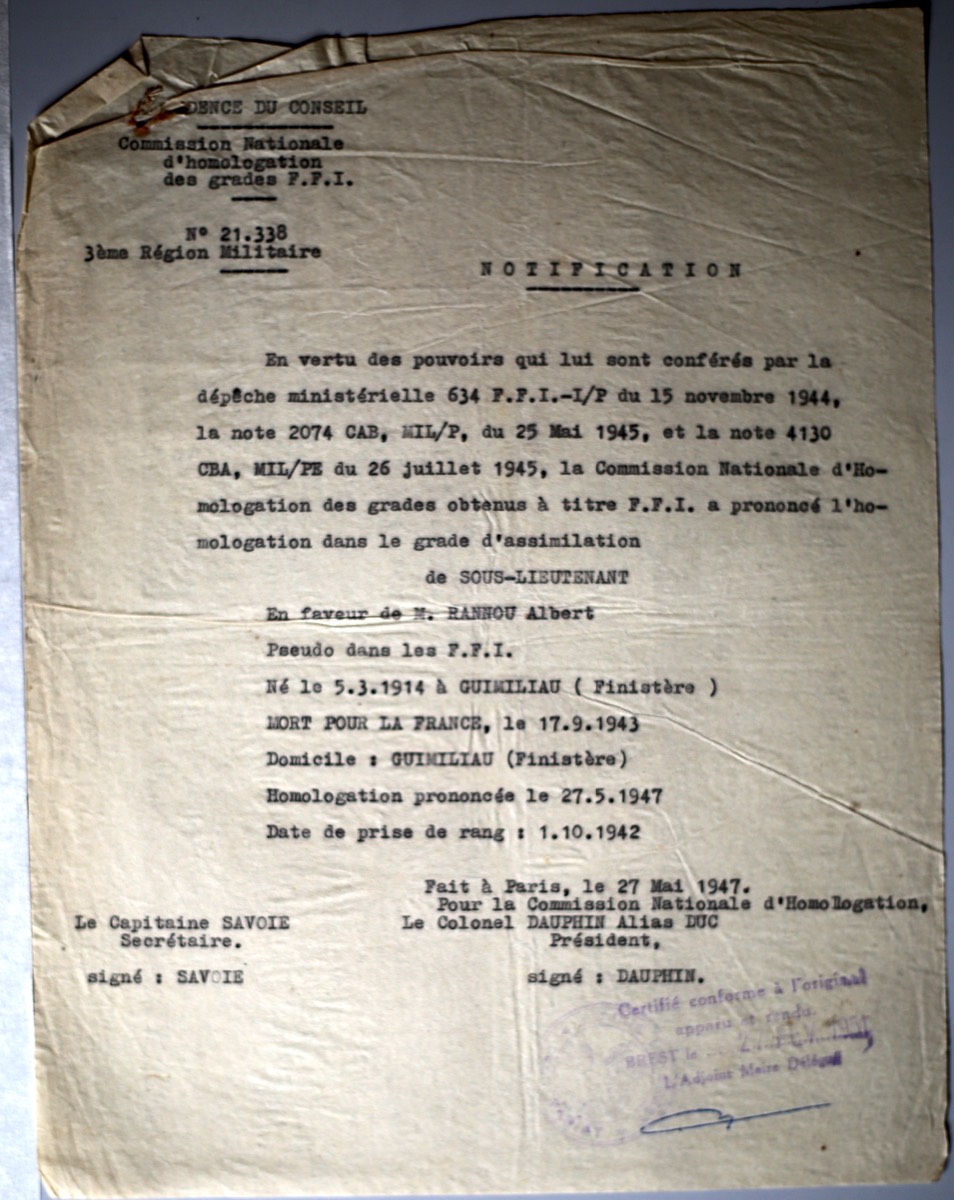 DENCE DU CONSEIL
Commission Nationale
d'homologation
des grades F.F.I.
N° 21.338
3ème Région Militaire
NOTIFICATION
En vertu des pouvoirs qui lui sont conférés par la
dépêche ministérielle 634 F.F.I.-I/P du 15 novembre 1944,
la note 2074 CAB, MIL/P, du 25 Mai 1945, et la note 4130
CBA, MIL/PE du 26 juillet 1945, la Commission Nationale d'Ho-
mologation des grades obtenus à titre F.F.I. a prononcé l'ho-
mologation dans le grade d'assimilation
de SOUS-LIEUTENANT
En faveur de M. RANNOU Albert
Pseudo dans les F.F.I.
Né le 5.3.1914 à GUIMILIAU ( Finistère )
MORT POUR LA FRANCE, le 17.9.1943
Domicile : GUIMILIAU (Finistère)
Homologation prononcée le 27.5.1947
Date de prise de rang : 1.10.1942
Fait à Paris, le 27 Mai 1947.
Pour la Commission Nationale d'Homologation,
Le Capitaine SAVOIE
Secrétaire.
signé : SAVOIE
Le Colonel DAUPHIN Alias DUC
Président,
signé : DAUPHIN.
Certifié conforme à l'original
apparu et rendu.
BREST le
L'Adjoint Maire Délégué